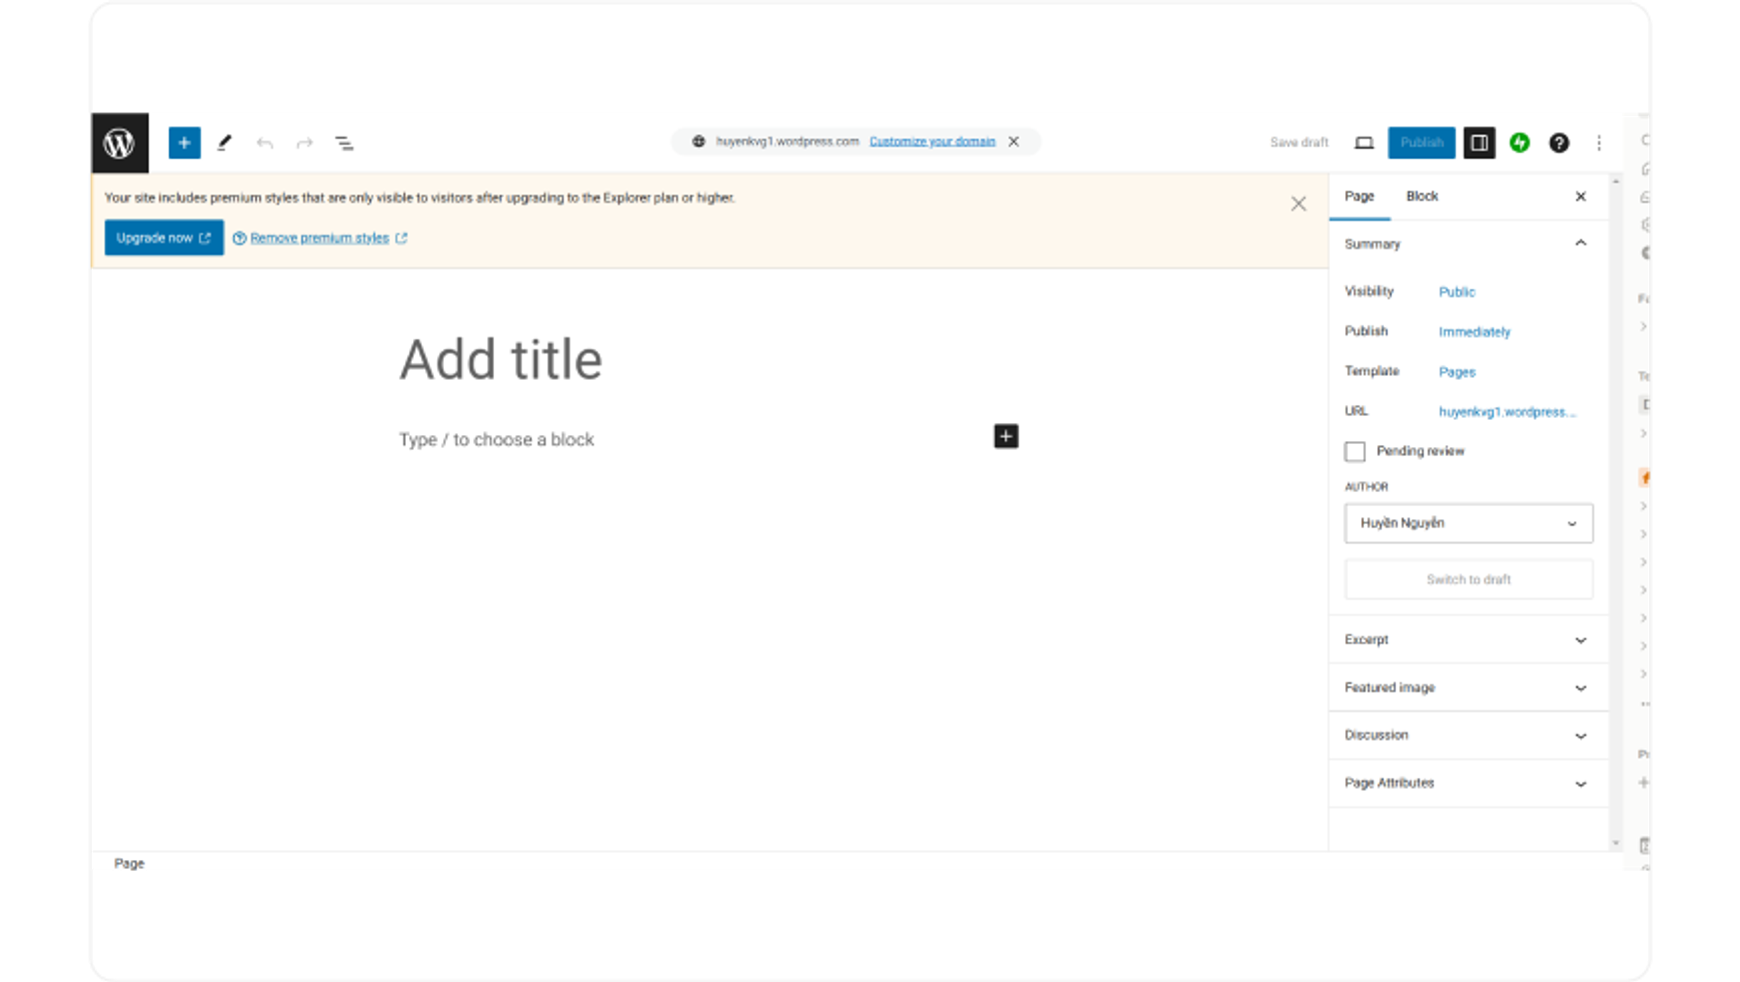 huyenkvg1.wordpress.com Customize your domain
Save draft
Publish
Your site includes premium styles that are only visible to visitors after upgrading to the Explorer plan or higher.
Upgrade now
Remove premium styles
Add title
Type / to choose a block
Page Block
Summary
Visibility Public
Publish Immediately
Template Pages
URL huyenkvg1.wordpress....
Pending review
AUTHOR
Huyền Nguyễn
Switch to draft
Excerpt
Featured image
Discussion
Page Attributes
Page